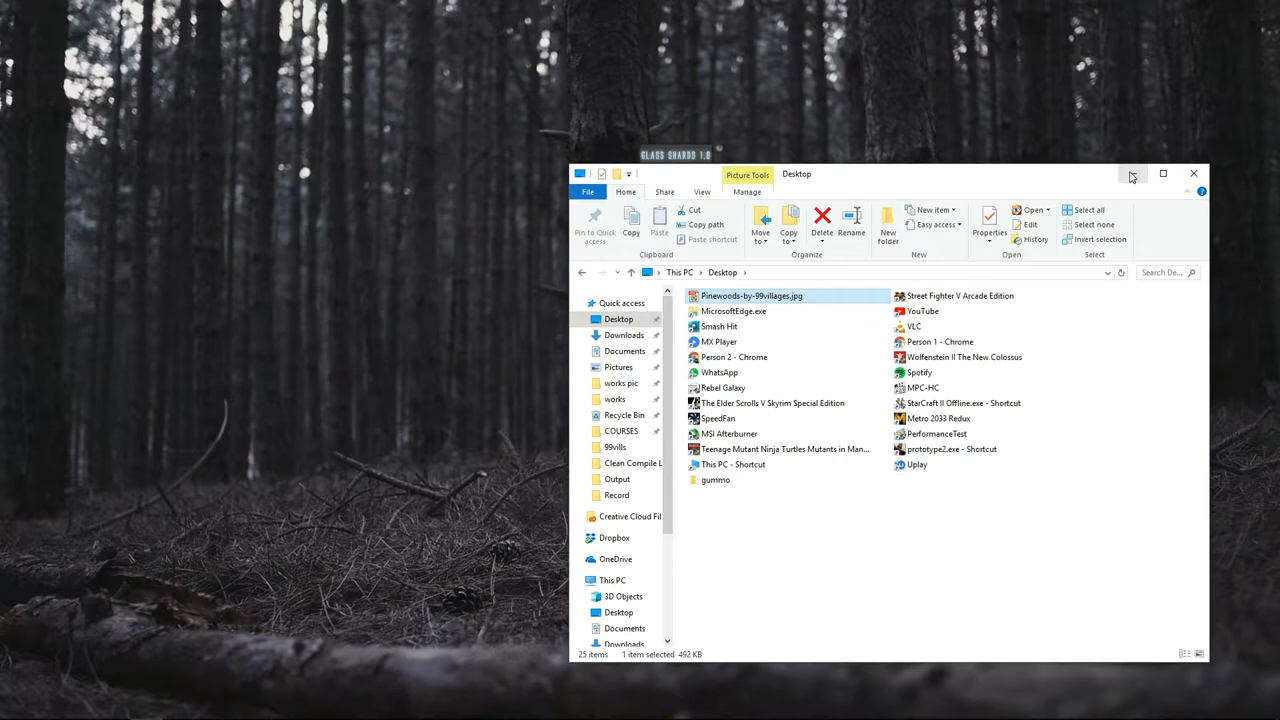 GLASS SHARDS 1.0
Picture Tools Desktop
File Home Share View Manage
Pin to Quick access
Copy
Paste
Cut
Copy path
Paste shortcut
Clipboard
Move to
Copy to
Delete
Rename
Organize
New folder
New item
Easy access
New
Properties
Open
Edit
History
Open
Select all
Select none
Invert selection
Select
This PC > Desktop >
Search De...
Quick access
Desktop
Downloads
Documents
Pictures
works pic
works
Recycle Bin
COURSES
99vills
Clean Compile L
Output
Record
Creative Cloud Fil
Dropbox
OneDrive
This PC
3D Objects
Desktop
Documents
Downloads
Pinewoods-by-99villages.jpg
MicrosoftEdge.exe
Smash Hit
MX Player
Person 2 - Chrome
WhatsApp
Rebel Galaxy
The Elder Scrolls V Skyrim Special Edition
SpeedFan
MSI Afterburner
Teenage Mutant Ninja Turtles Mutants in Man...
This PC - Shortcut
gummo
Street Fighter V Arcade Edition
YouTube
VLC
Person 1 - Chrome
Wolfenstein II The New Colossus
Spotify
MPC-HC
StarCraft II Offline.exe - Shortcut
Metro 2033 Redux
PerformanceTest
prototype2.exe - Shortcut
Uplay
25 items 1 item selected 492 KB